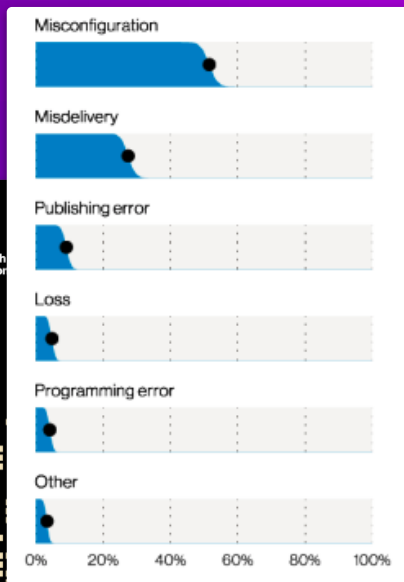 Misconfiguration
Misdelivery
Publishing error
Loss
Programming error
Other
0% 20% 40% 60% 80% 100%